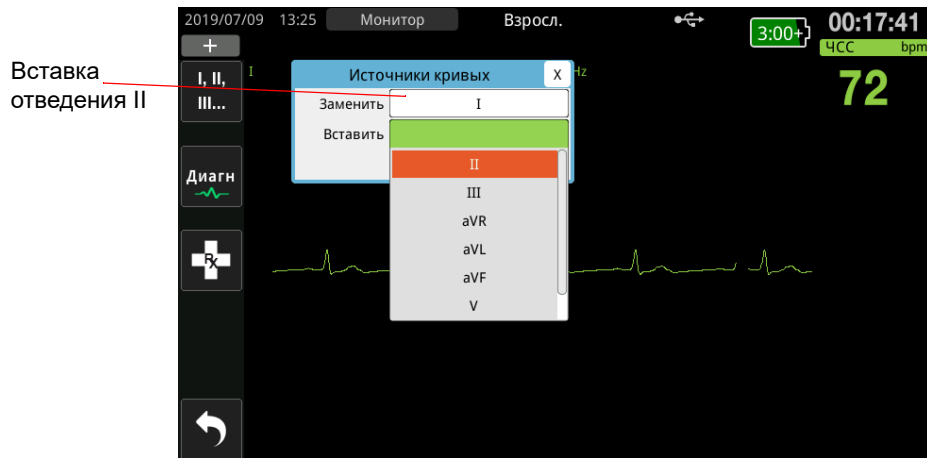 2019/07/09 13:25 Монитор Взросл. 3:00+ 00:17:41
+
ЧСС bpm
72
Вставка
отведения II
I, II,
III...
I
Источники кривых X
Hz
Заменить I
Вставить
II
III
aVR
aVL
aVF
V
Диагн
Rx